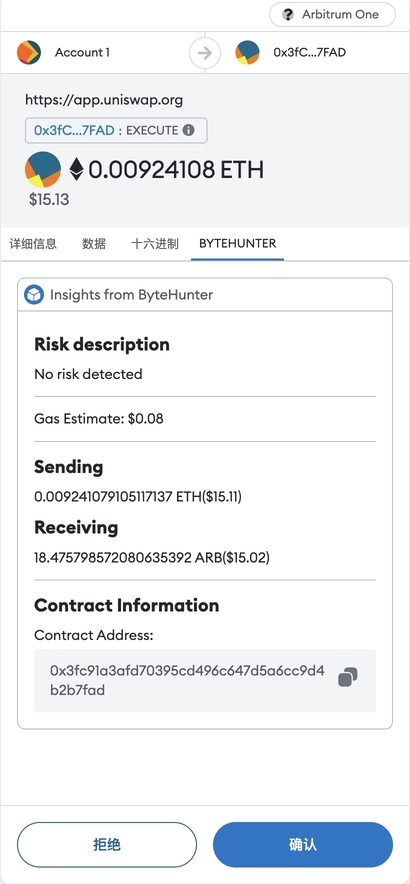 Arbitrum One
Account 1
0x3fC...7FAD
https://app.uniswap.org
0x3fC...7FAD : EXECUTE
0.00924108 ETH
$15.13
详细信息
数据
十六进制
BYTEHUNTER
Insights from ByteHunter
Risk description
No risk detected
Gas Estimate: $0.08
Sending
0.009241079105117137 ETH($15.11)
Receiving
18.475798572080635392 ARB($15.02)
Contract Information
Contract Address:
0x3fc91a3afd70395cd496c647d5a6cc9d4
b2b7fad
拒绝
确认